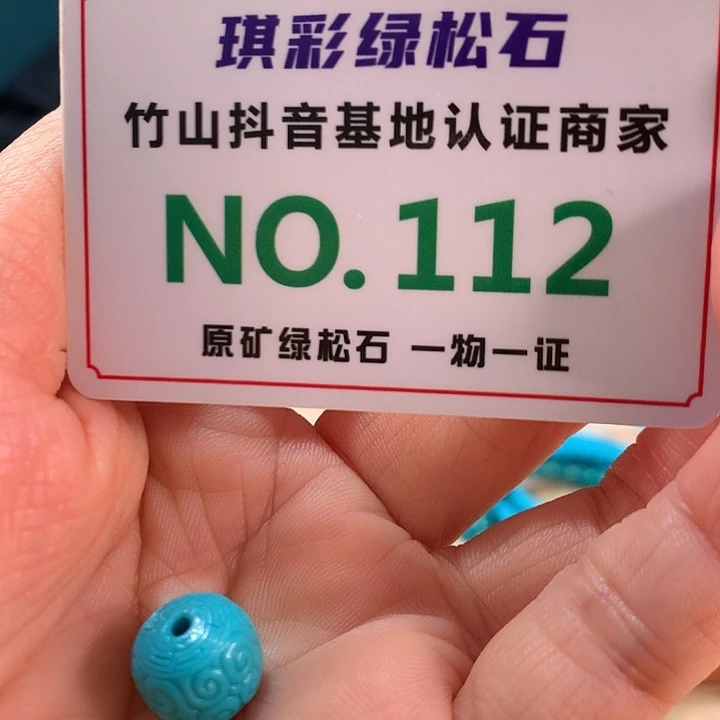 琪彩绿松石
竹山抖音基地认证商家
NO.112
原矿绿松石 一物一证